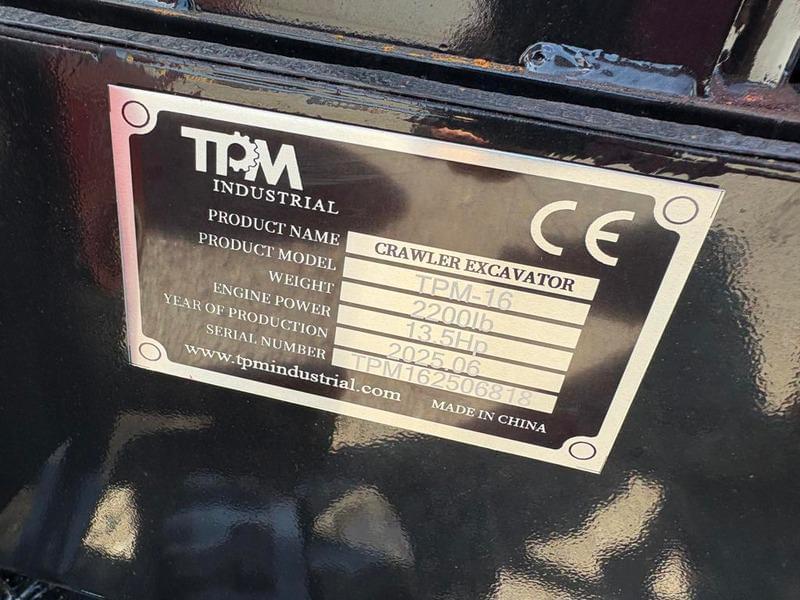 TPM
INDUSTRIAL
CE
PRODUCT NAME CRAWLER EXCAVATOR
PRODUCT MODEL TPM-16
WEIGHT 2200lb
ENGINE POWER 13.5Hp
YEAR OF PRODUCTION 2025.06
SERIAL NUMBER TPM162506818
www.tpmindustrial.com
MADE IN CHINA